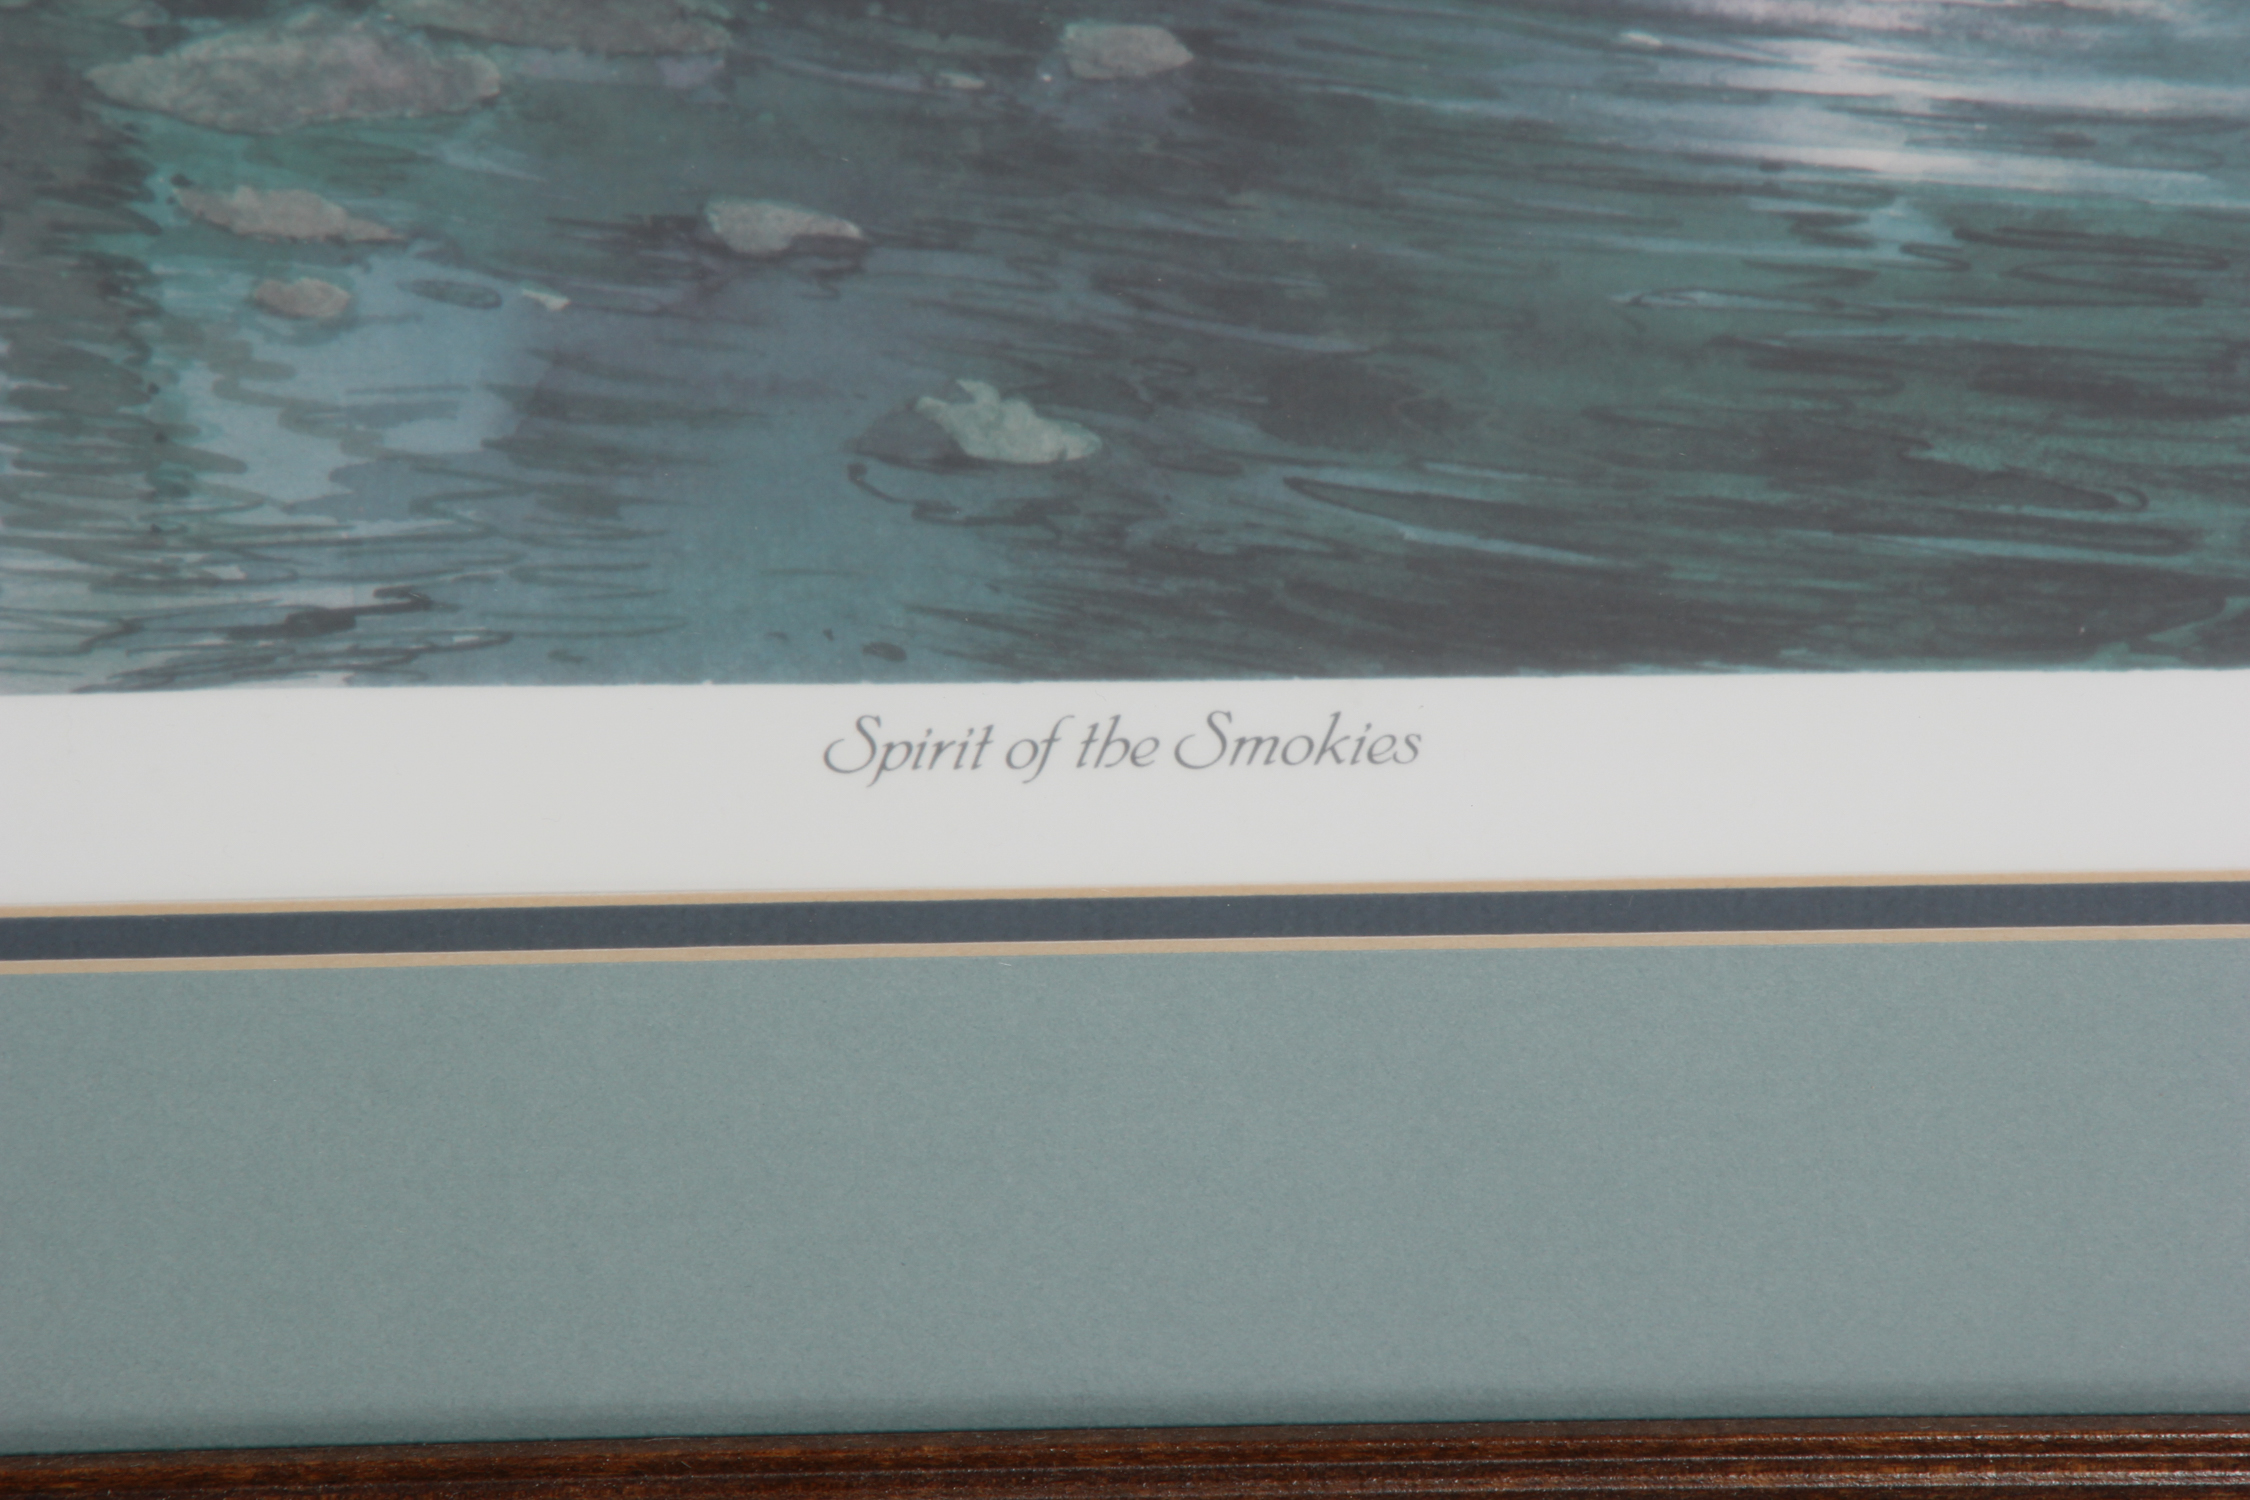 Spirit of the Smokies